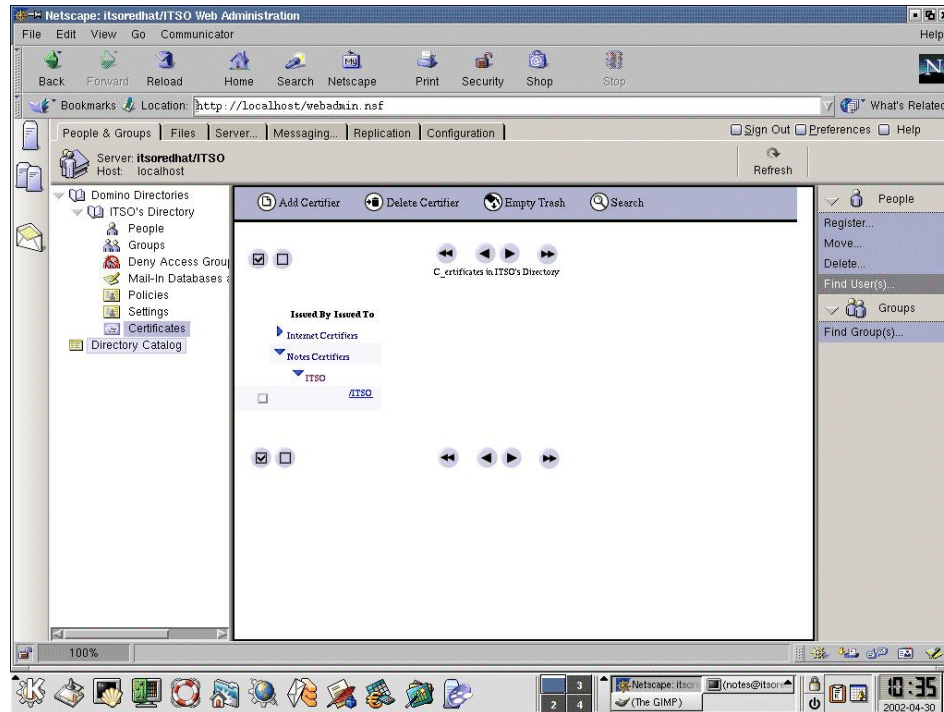 Netscape: itsoredhat/ITSO Web Administration
File Edit View Go Communicator Help
Back Forward Reload Home Search Netscape Print Security Shop Stop
My
N
Bookmarks Location: http://localhost/webadmin.nsf What's Related
People & Groups Files Server... Messaging... Replication Configuration Sign Out Preferences Help
Server: itsoredhat/ITSO
Host: localhost
Refresh
Domino Directories
ITSO's Directory
People
Groups
Deny Access Group
Mail-In Databases a
Policies
Settings
Certificates
Directory Catalog
Add Certifier Delete Certifier Empty Trash Search
C_ertificates in ITSO's Directory
Issued By Issued To
Internet Certifiers
Notes Certifiers
ITSO
/ITSO
People
Register...
Move...
Delete...
Find User(s)...
Groups
Find Group(s)...
100%
3
2 4
Netscape: itsor
(notes@itsore
(The GIMP)
10:35
2002-04-30